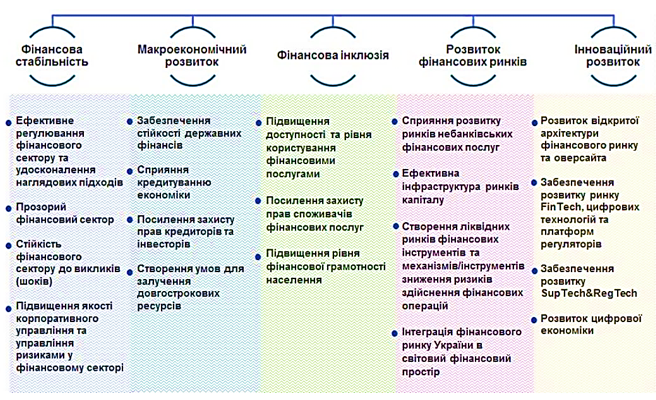 Фінансова
стабільність
Макроекономічний
розвиток
Фінансова інклюзія
Розвиток
фінансових ринків
Інноваційний
розвиток
Ефективне
регулювання
фінансового
сектору та
удосконалення
наглядових підходів
Прозорий
фінансовий сектор
Стійкість
фінансового
сектору до викликів
(шоків)
Підвищення якості
корпоративного
управління та
управління
ризиками у
фінансовому секторі
Забезпечення
стійкості державних
фінансів
Сприяння
кредитуванню
економіки
Посилення захисту
прав кредиторів та
інвесторів
Створення умов для
залучення
довгострокових
ресурсів
Підвищення
доступності та рівня
користування
фінансовими
послугами
Посилення захисту
прав споживачів
фінансових послуг
Підвищення рівня
фінансової грамотності
населення
Сприяння розвитку
ринків небанківських
фінансових послуг
Ефективна
інфраструктура ринків
капіталу
Створення ліквідних
ринків фінансових
інструментів та
механізмів/інструментів
зниження ризиків
здійснення фінансових
операцій
Інтеграція фінансового
ринку України в
світовий фінансовий
простір
Розвиток відкритої
архітектури
фінансового ринку
та оверсайта
Забезпечення
розвитку ринку
FinTech, цифрових
технологій та
платформ
регуляторів
Забезпечення
розвитку
SupTech&RegTech
Розвиток цифрової
економіки